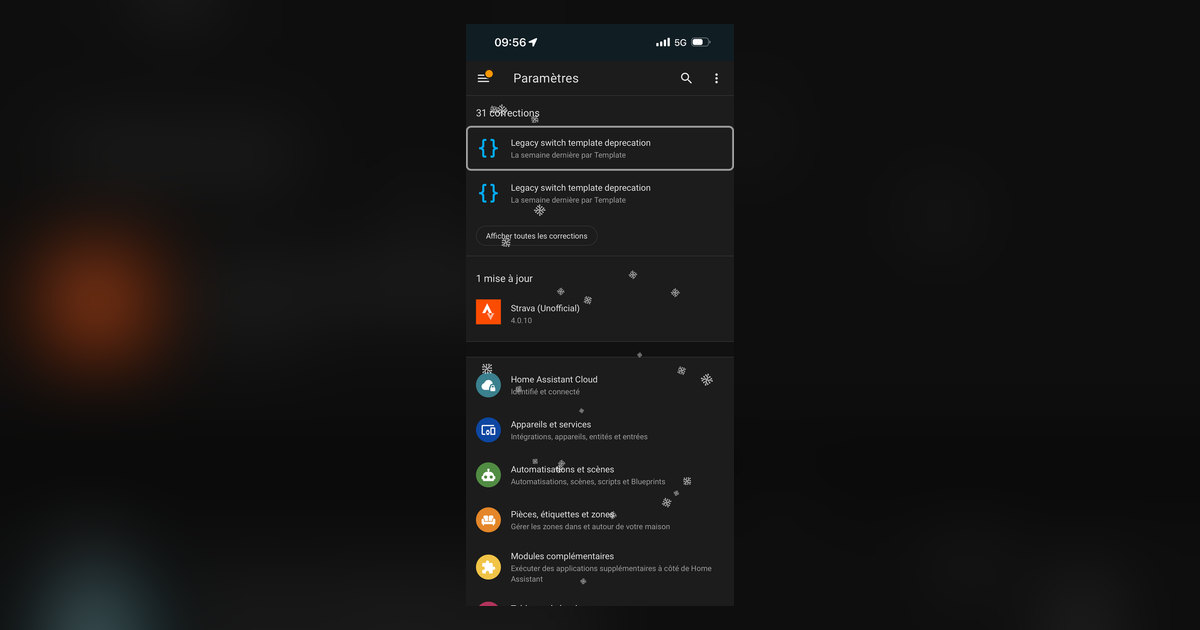 09:56
5G
Paramètres
31 corrections
Legacy switch template deprecation
La semaine dernière par Template
Legacy switch template deprecation
La semaine dernière par Template
Afficher toutes les corrections
1 mise à jour
Strava (Unofficial)
4.0.10
Home Assistant Cloud
Identifié et connecté
Appareils et services
Intégrations, appareils, entités et entrées
Automatisations et scènes
Automatisations, scènes, scripts et Blueprints
Pièces, étiquettes et zones
Gérer les zones dans et autour de votre maison
Modules complémentaires
Exécuter des applications supplémentaires à côté de Home
Assistant